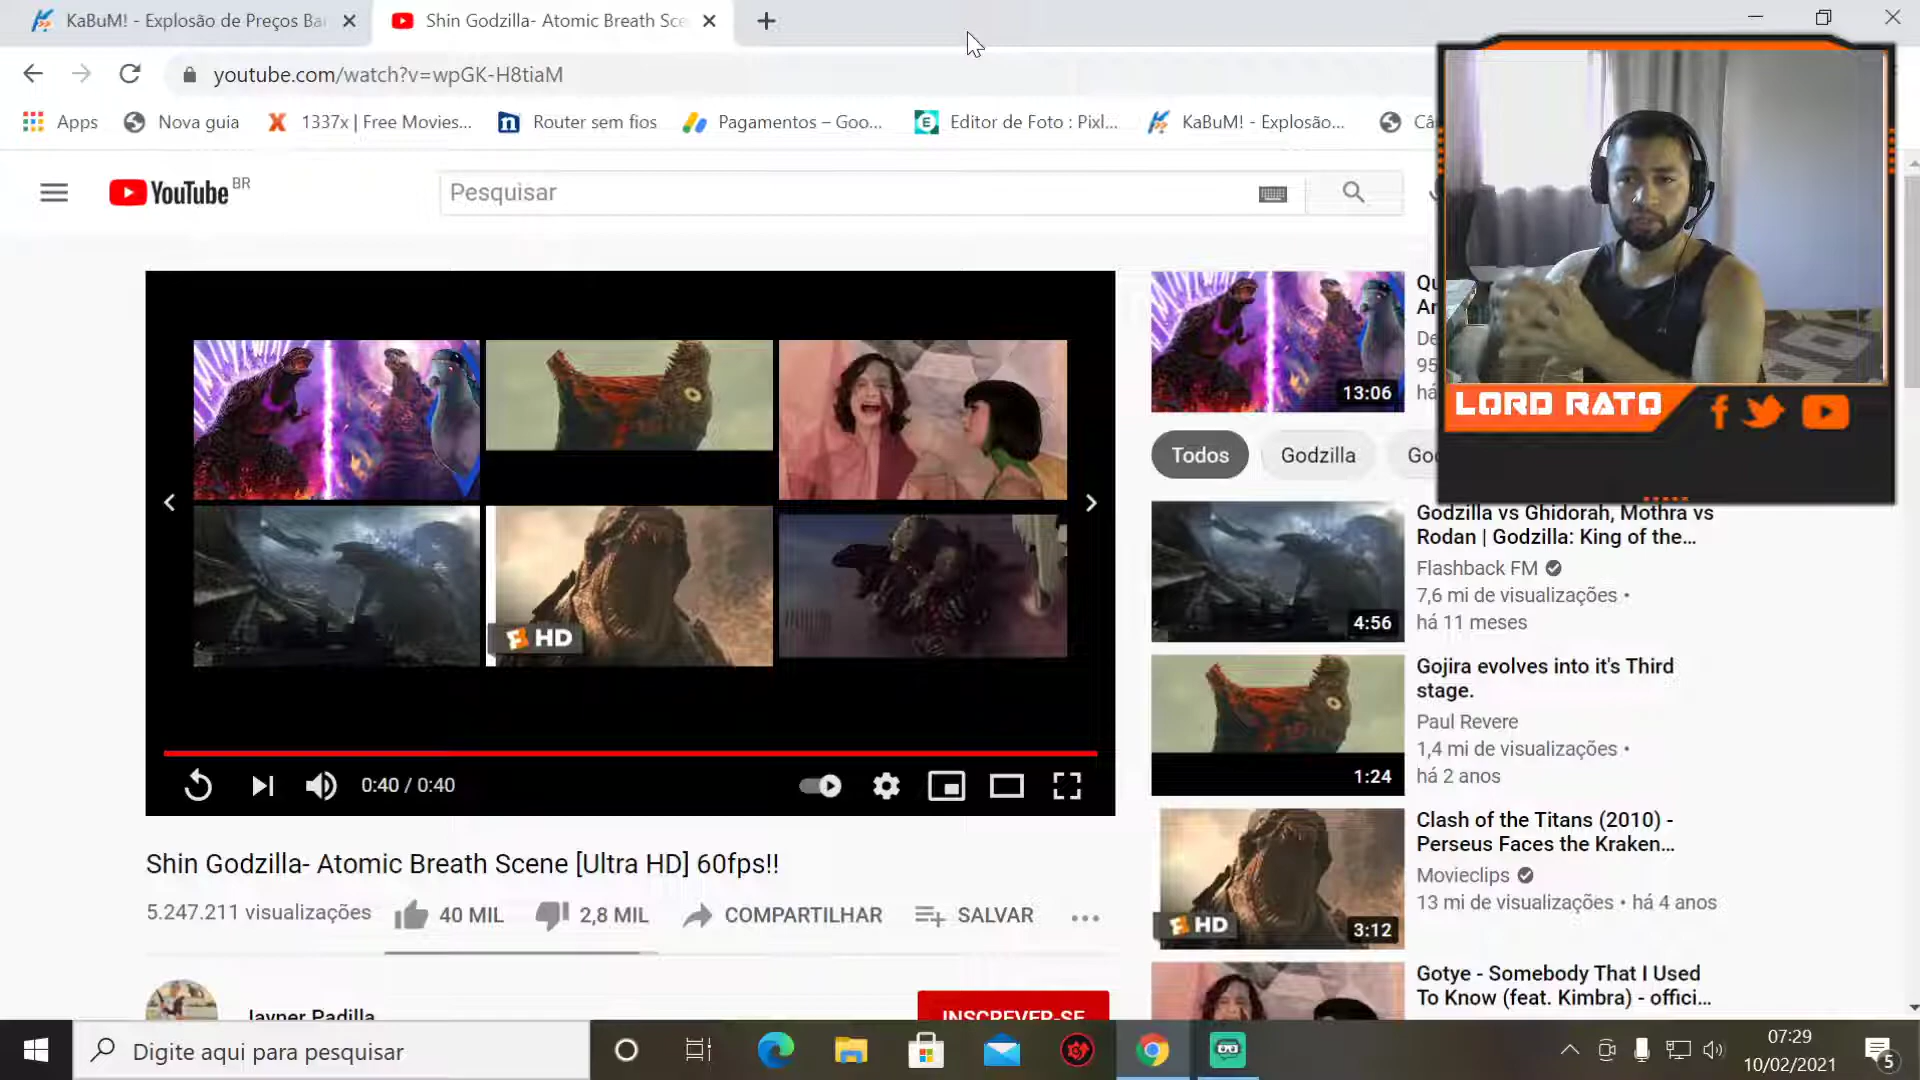 KaBuM! - Explosão de Preços Ba
Shin Godzilla- Atomic Breath Sce
youtube.com/watch?v=wpGK-H8tiaM
Apps
Nova guia
1337x | Free Movies...
Router sem fios
Pagamentos – Goo...
Editor de Foto : Pixl...
KaBuM! - Explosão...
YouTube BR
Pesquisar
13:06
LORD RATO
Todos
Godzilla
HD
0:40 / 0:40
Godzilla vs Ghidorah, Mothra vs
Rodan | Godzilla: King of the...
Flashback FM
7,6 mi de visualizações •
há 11 meses
4:56
Gojira evolves into it's Third
stage.
Paul Revere
1,4 mi de visualizações •
há 2 anos
1:24
Clash of the Titans (2010) -
Perseus Faces the Kraken...
Movieclips
13 mi de visualizações • há 4 anos
HD
3:12
Gotye - Somebody That I Used
To Know (feat. Kimbra) - offici...
Shin Godzilla- Atomic Breath Scene [Ultra HD] 60fps!!
5.247.211 visualizações
40 MIL
2,8 MIL
COMPARTILHAR
SALVAR
Jayner Padilla
INSCREVER-SE
Digite aqui para pesquisar
07:29
10/02/2021
5